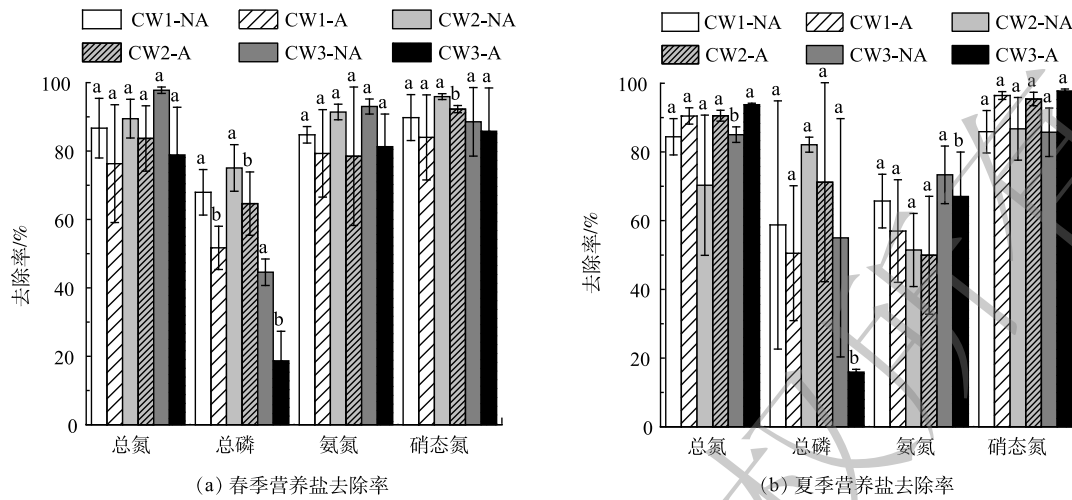 CW1-NA CW1-A CW2-NA
CW2-A CW3-NA CW3-A
去除率/%
100
80
60
40
20
0
a a a a a a
a b a b a b
a a a a a a
a a a b a a
总氮 总磷 氨氮 硝态氮
(a) 春季营养盐去除率
CW1-NA CW1-A CW2-NA
CW2-A CW3-NA CW3-A
去除率/%
100
80
60
40
20
0
a a a a b a
a a a a a b
a a a a a b
a a a a a a
总氮 总磷 氨氮 硝态氮
(b) 夏季营养盐去除率